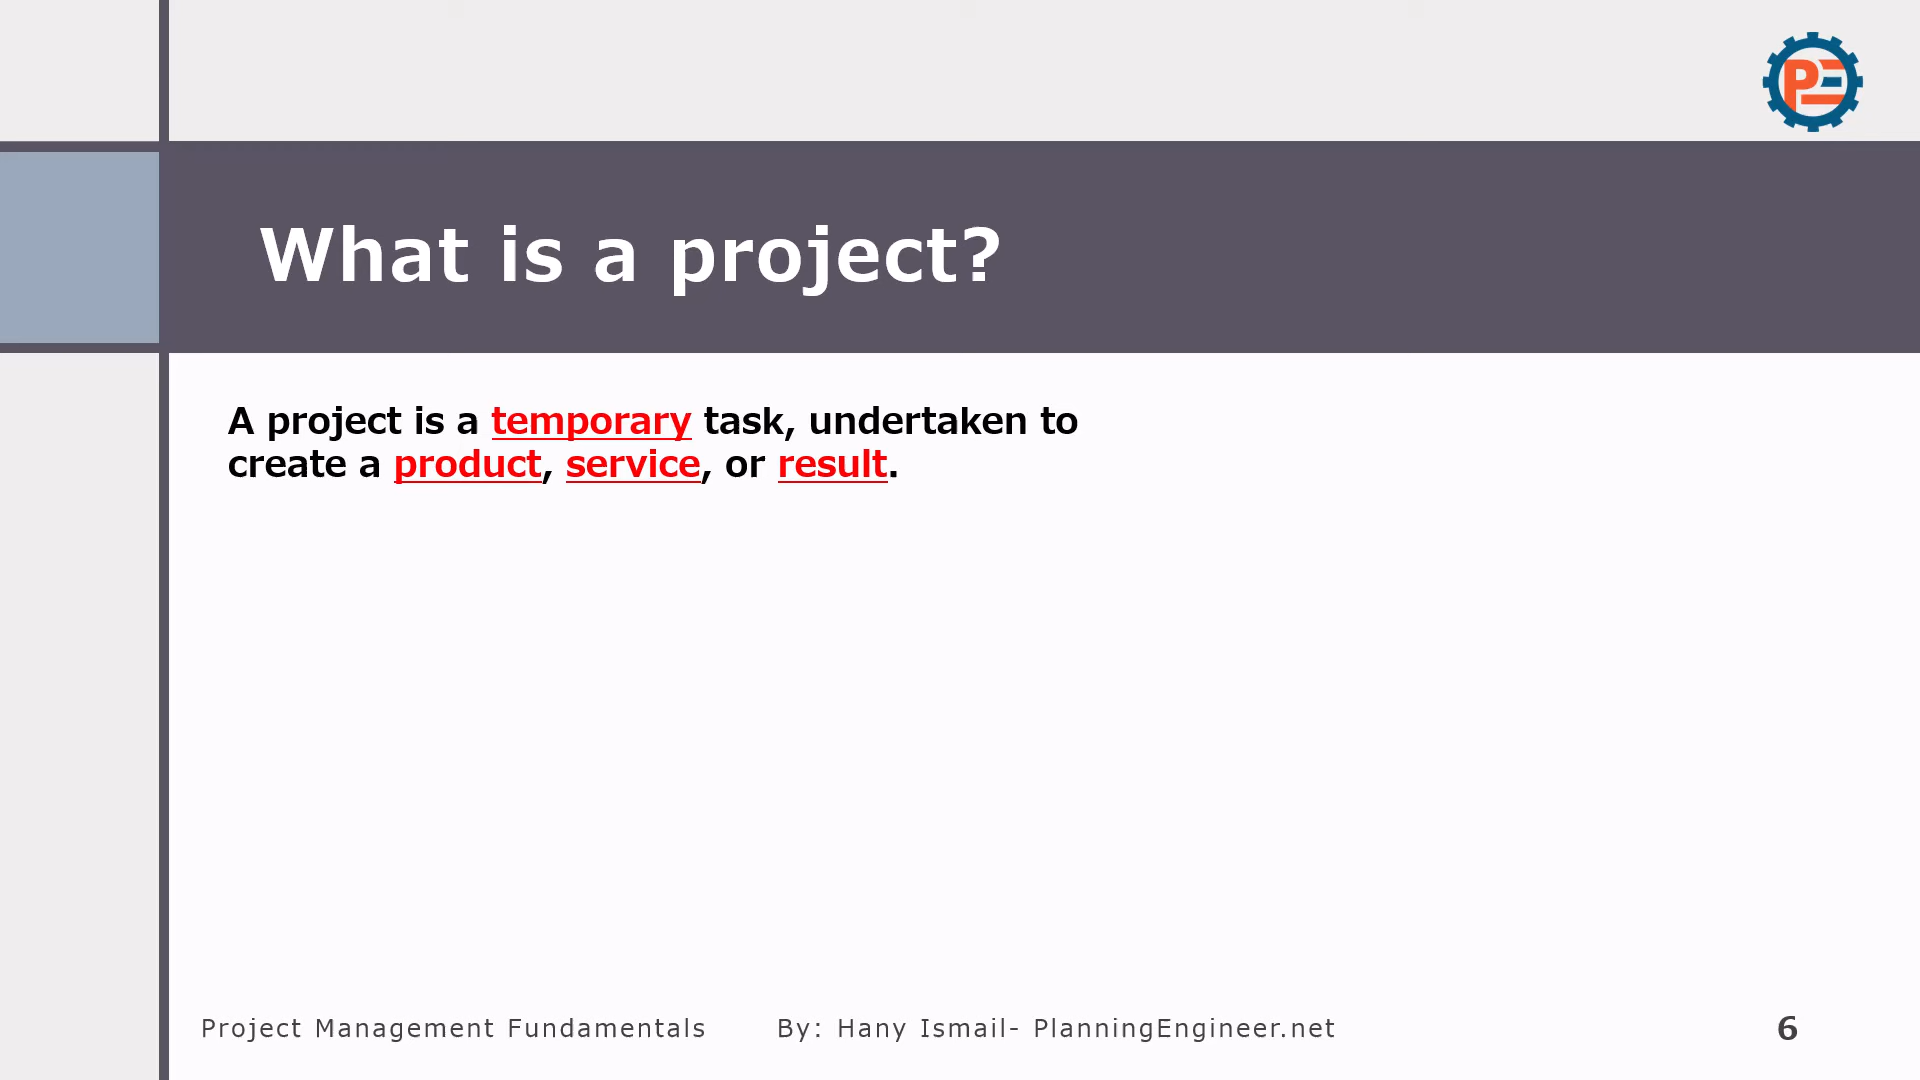 PE
What is a project?
A project is a temporary task, undertaken to
create a product, service, or result.
Project Management Fundamentals By: Hany Ismail- PlanningEngineer.net 6